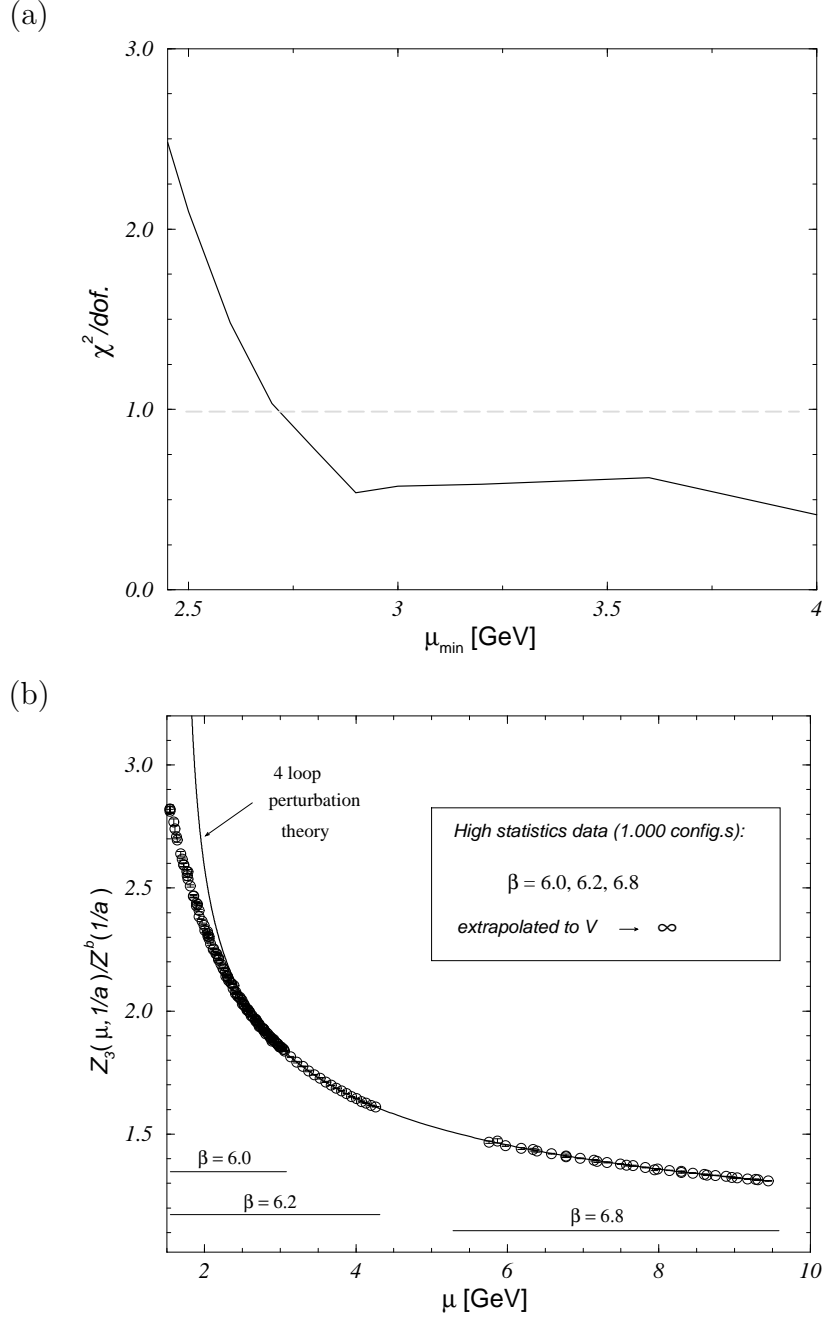 (a)
3.0
2.0
1.0
0.0
χ²/dof.
2.5 3 3.5 4
μmin [GeV]
(b)
3.0
2.5
2.0
1.5
Z₃(μ,1/a)/Zᵇ(1/a)
4 loop
perturbation
theory
High statistics data (1.000 config.s):
β = 6.0, 6.2, 6.8
extrapolated to V → ∞
β = 6.0
β = 6.2
β = 6.8
2 4 6 8 10
μ [GeV]